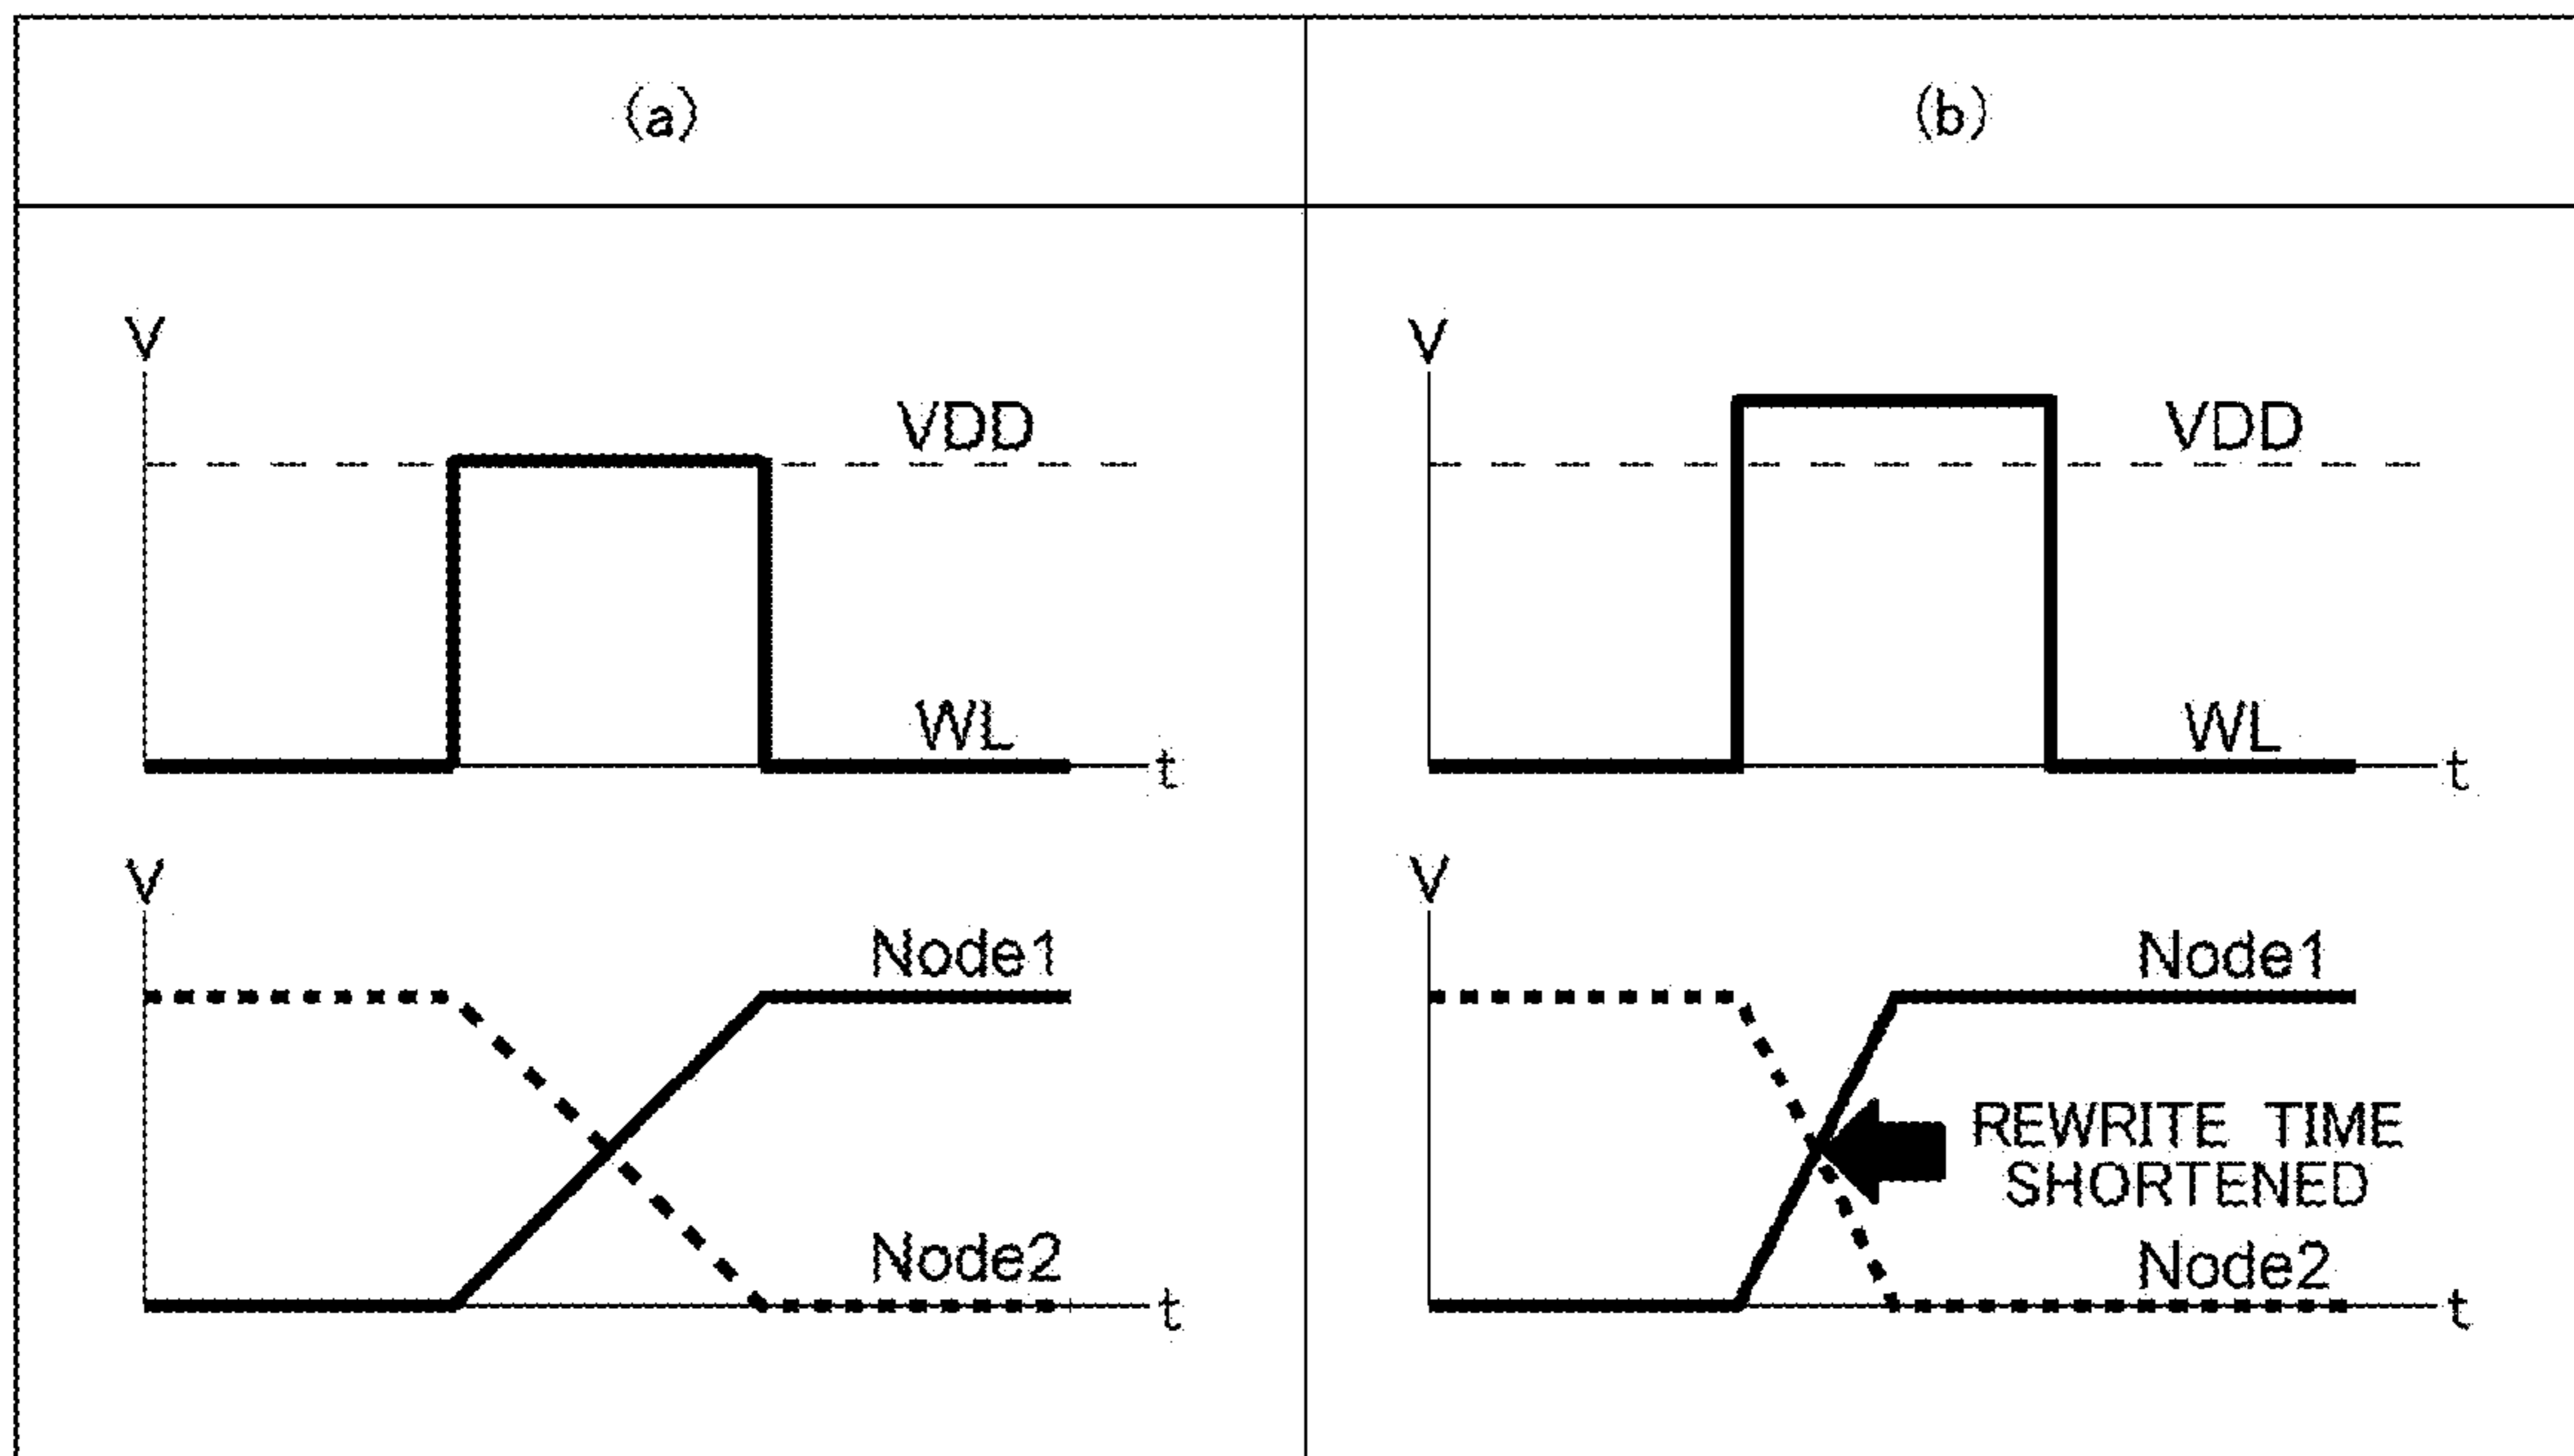 (a)
(b)
V
VDD
WL
t
V
VDD
WL
t
V
Node1
Node2
t
V
Node1
REWRITE TIME
SHORTENED
Node2
t